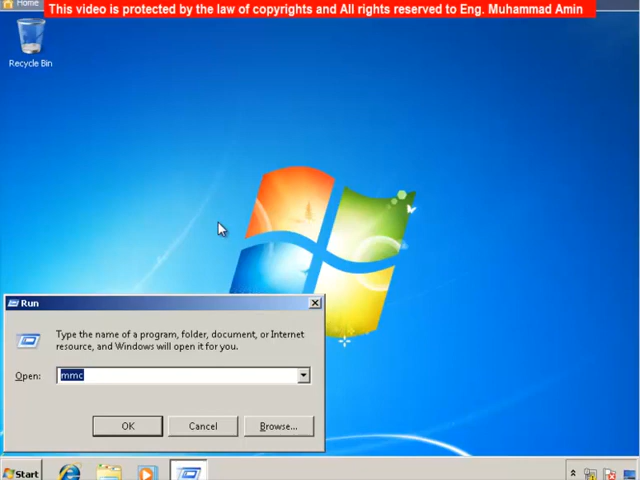 Home
This video is protected by the law of copyrights and All rights reserved to Eng. Muhammad Amin
Recycle Bin
Run
Type the name of a program, folder, document, or Internet
resource, and Windows will open it for you.
Open: mmc
OK Cancel Browse...
Start